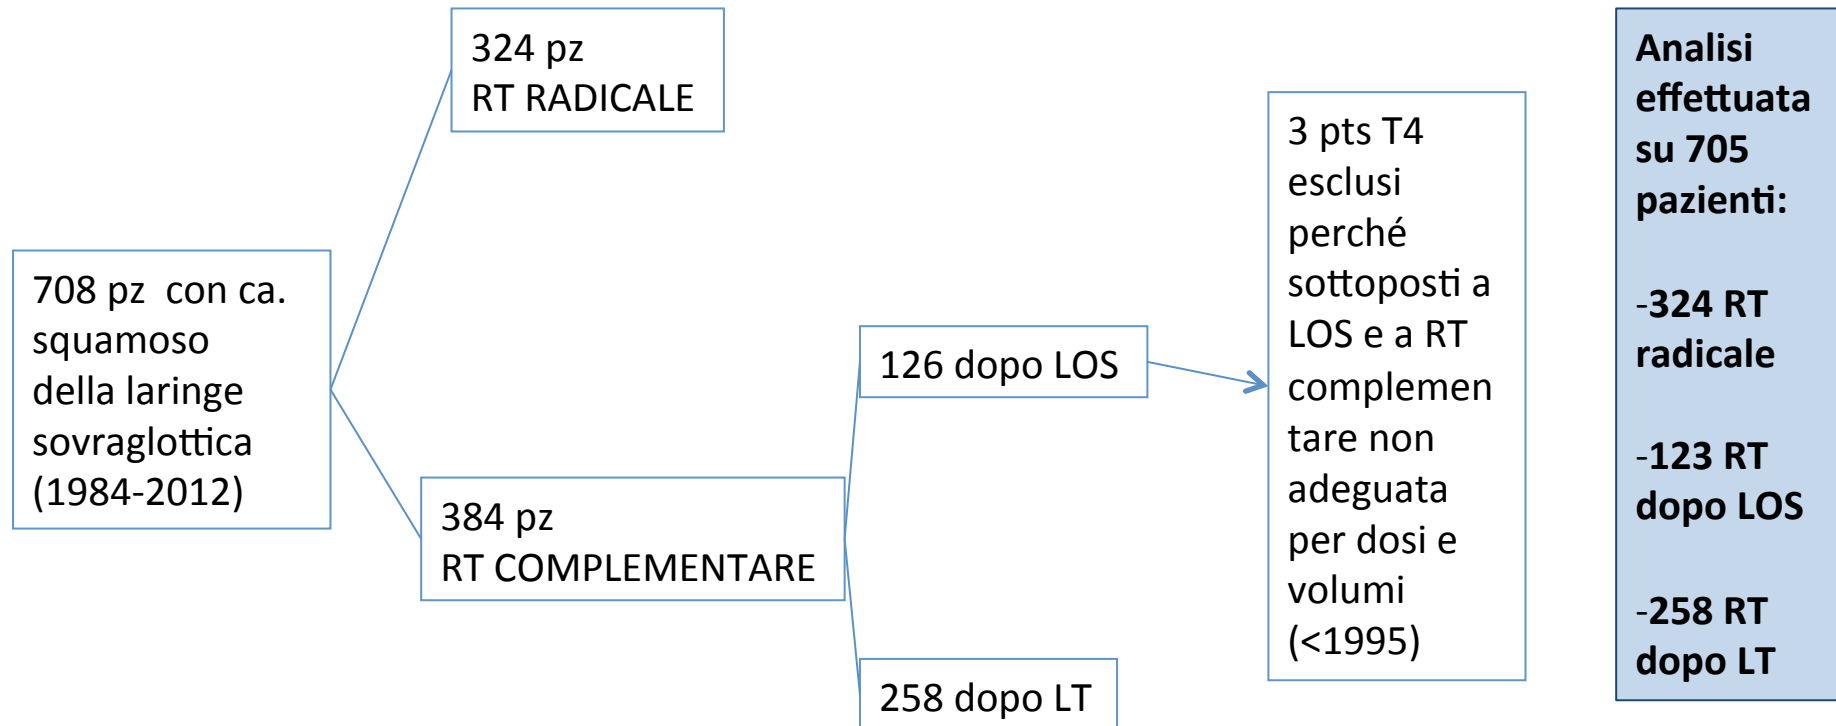 708 pz  con ca.
squamoso
della laringe
sovraglottica
(1984-2012)
324 pz
RT RADICALE
384 pz
RT COMPLEMENTARE
126 dopo LOS
258 dopo LT
3 pts T4
esclusi
perché
sottoposti a
LOS e a RT
complemen
tare non
adeguata
per dosi e
volumi
(<1995)
Analisi
effettuata
su 705
pazienti:
-324 RT
radicale
-123 RT
dopo LOS
-258 RT
dopo LT